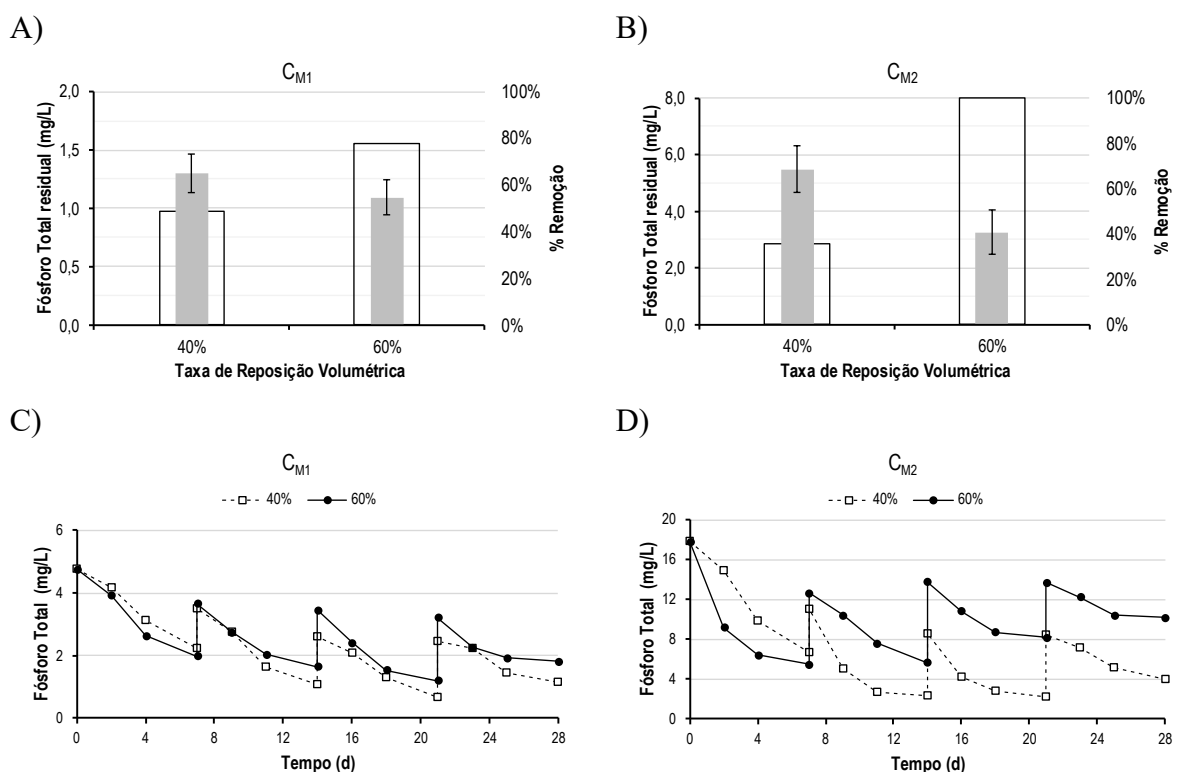 A)
C_M1
Fósforo Total residual (mg/L)
2,0
1,5
1,0
0,5
0,0
100%
80%
60%
40%
20%
0%
% Remoção
40%
60%
Taxa de Reposição Volumétrica
B)
C_M2
Fósforo Total residual (mg/L)
8,0
6,0
4,0
2,0
0,0
100%
80%
60%
40%
20%
0%
% Remoção
40%
60%
Taxa de Reposição Volumétrica
C)
C_M1
40% 60%
Fósforo Total (mg/L)
6
4
2
0
0 4 8 12 16 20 24 28
Tempo (d)
D)
C_M2
40% 60%
Fósforo Total (mg/L)
20
16
12
8
4
0
0 4 8 12 16 20 24 28
Tempo (d)